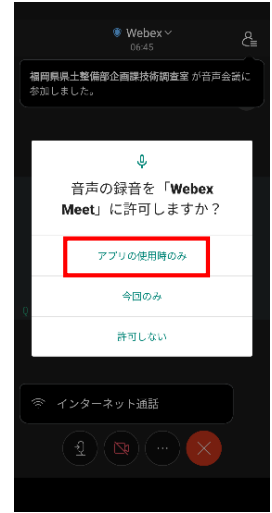 Webex
06:45
福岡県県土整備部企画課技術調査室 が音声会議に
参加しました。
音声の録音を「Webex
Meet」に許可しますか？
アプリの使用時のみ
今回のみ
許可しない
インターネット通話